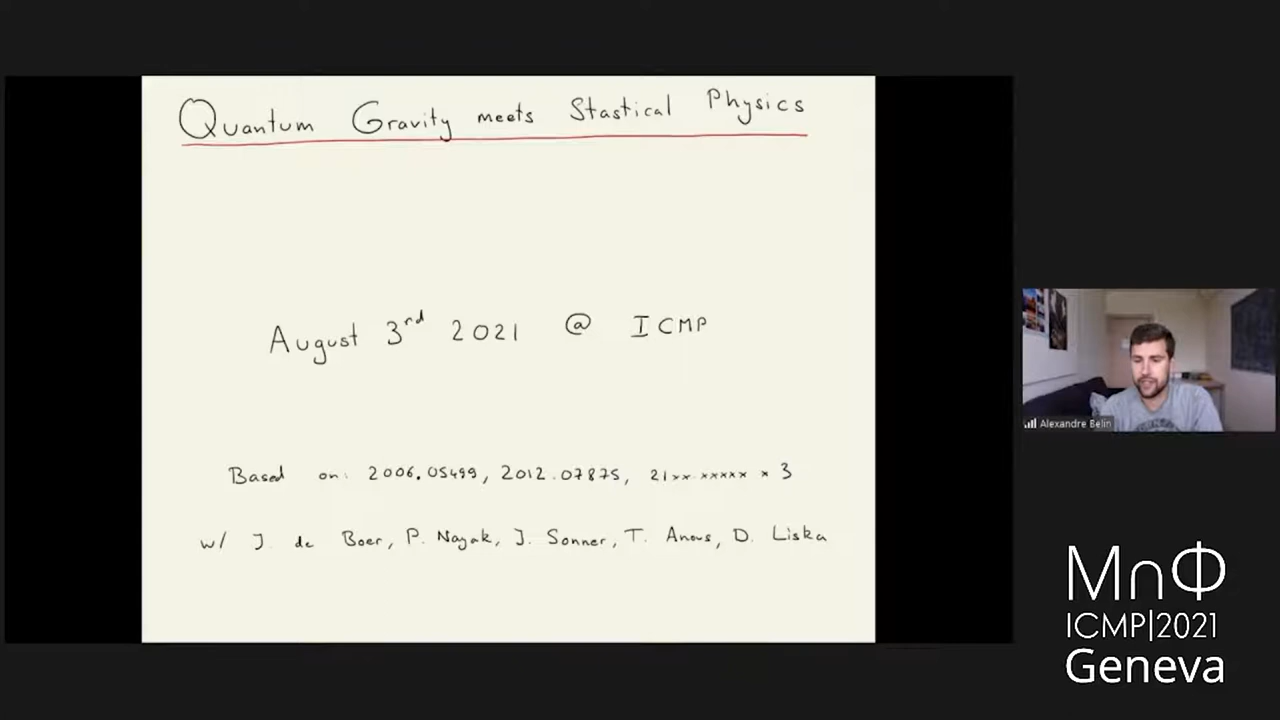 Quantum Gravity meets Stastical Physics
August 3rd 2021 @ ICMP
Based on: 2006.05499, 2012.07875, 21xx.xxxxx x 3
w/ J. de Boer, P. Nayak, J. Sonner, T. Anous, D. Liska
Alexandre Belin
M∩Φ
ICMP|2021
Geneva